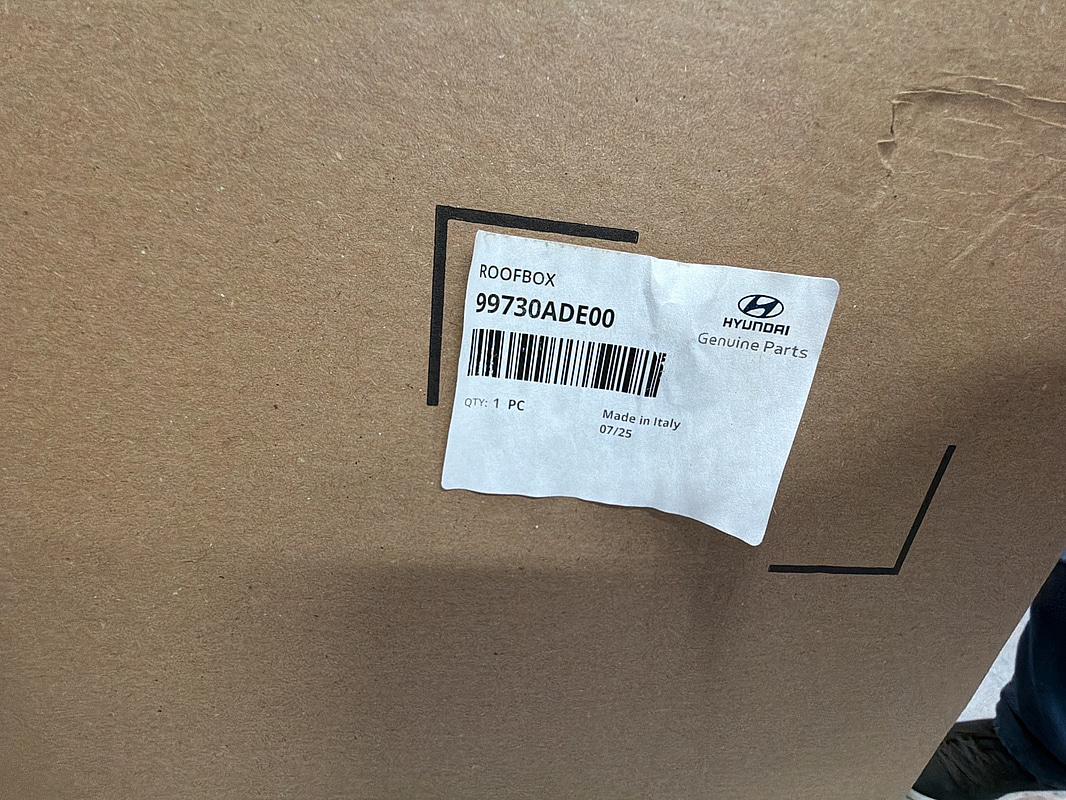 ROOFBOX
99730ADE00
HYUNDAI
Genuine Parts
QTY: 1 PC
Made in Italy
07/25